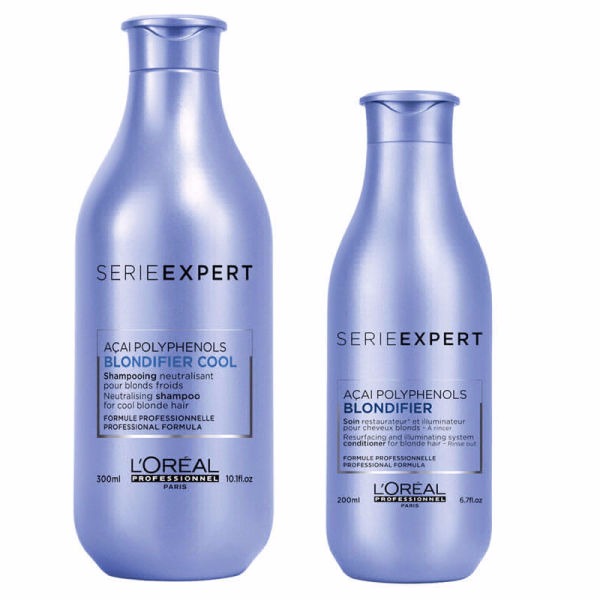 SERIEEXPERT
AÇAI POLYPHENOLS
BLONDIFIER COOL
Shampooing neutralisant
pour blonds froids
Neutralising shampoo
for cool blonde hair
FORMULE PROFESSIONNELLE
PROFESSIONAL FORMULA
300ml
L'ORÉAL
PROFESSIONNEL
PARIS
10.1fl.oz
SERIEEXPERT
AÇAI POLYPHENOLS
BLONDIFIER
Soin restaurateur* et illuminateur
pour cheveux blonds - À rincer
Resurfacing and illuminating system
conditioner for blonde hair - Rinse out
FORMULE PROFESSIONNELLE
PROFESSIONAL FORMULA
200ml
L'ORÉAL
PROFESSIONNEL
PARIS
6.7fl.oz